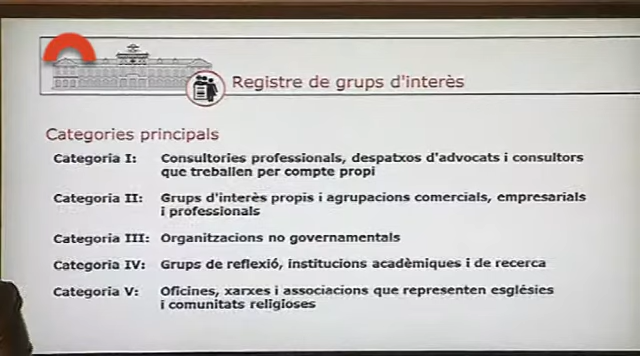 Registre de grups d'interès
Categories principals
Categoria I: Consultories professionals, despatxos d'advocats i consultors
que treballen per compte propi
Categoria II: Grups d'interès propis i agrupacions comercials, empresarials
i professionals
Categoria III: Organitzacions no governamentals
Categoria IV: Grups de reflexió, institucions acadèmiques i de recerca
Categoria V: Oficines, xarxes i associacions que representen esglésies
i comunitats religioses